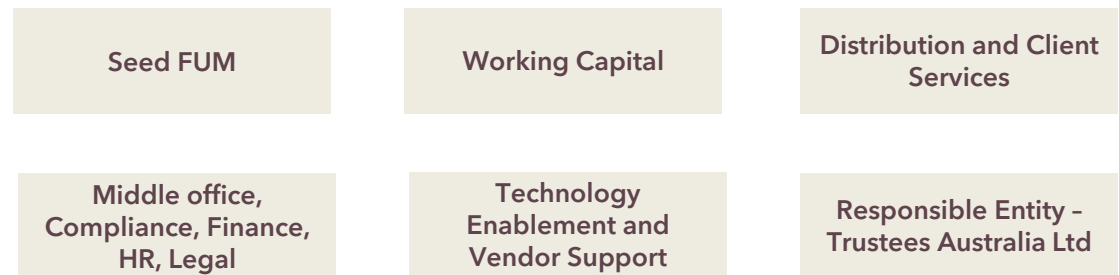 Seed FUM
Working Capital
Distribution and Client
Services
Middle office,
Compliance, Finance,
HR, Legal
Technology
Enablement and
Vendor Support
Responsible Entity –
Trustees Australia Ltd